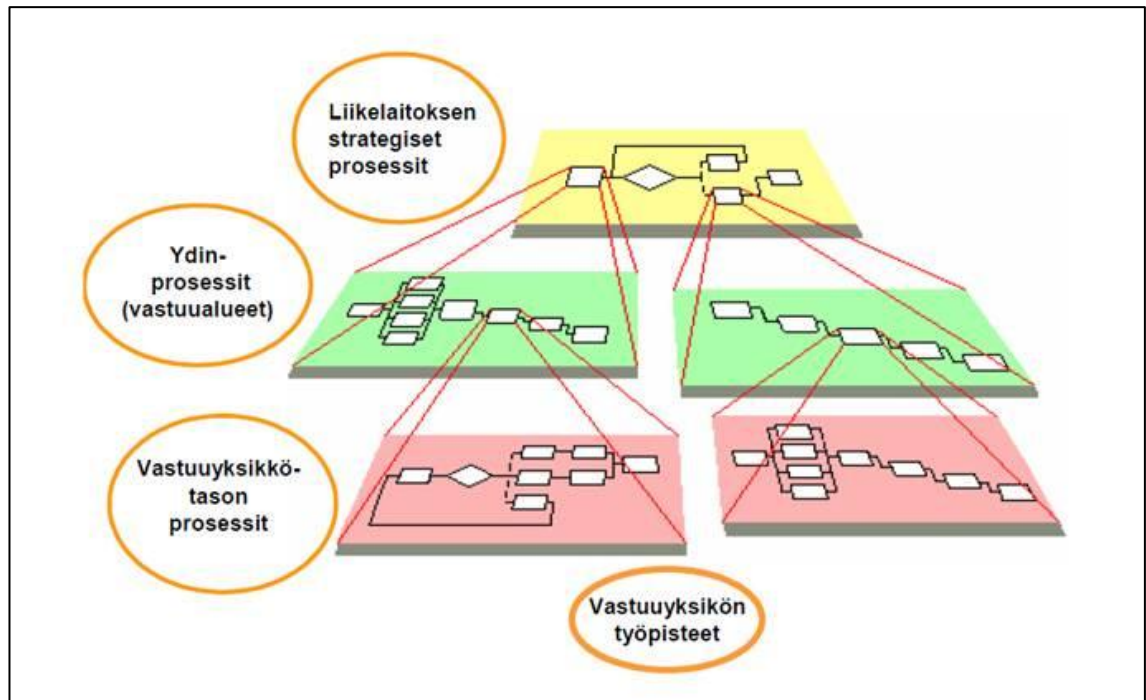 Liikelaitoksen
strategiset
prosessit
Ydin-
prosessit
(vastuualueet)
Vastuuyksikkö-
tason
prosessit
Vastuuyksikön
työpisteet